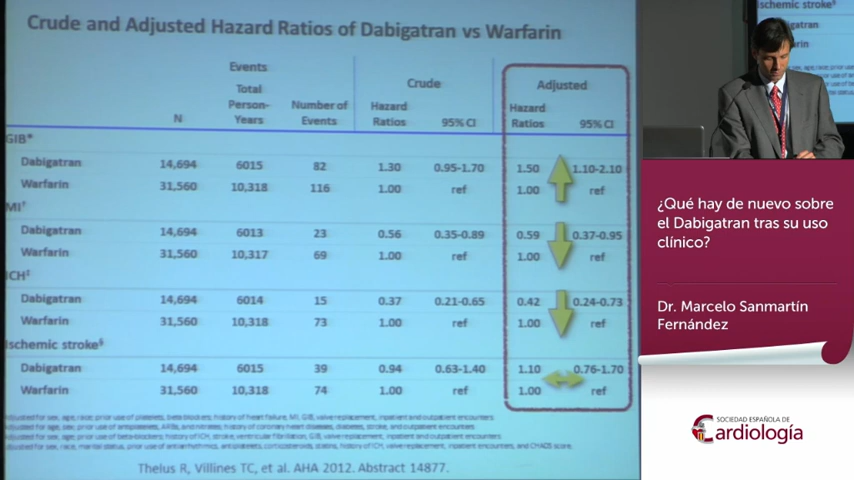 Crude and Adjusted Hazard Ratios of Dabigatran vs Warfarin
Events
Crude
Adjusted
N
Total Person-Years
Number of Events
Hazard Ratios
95% CI
Hazard Ratios
95% CI
GIB*
Dabigatran 14,694 6015 82 1.30 0.95-1.70 1.50 1.10-2.10
Warfarin 31,560 10,318 116 1.00 ref 1.00 ref
MI†
Dabigatran 14,694 6013 23 0.56 0.35-0.89 0.59 0.37-0.95
Warfarin 31,560 10,317 69 1.00 ref 1.00 ref
ICH‡
Dabigatran 14,694 6014 15 0.37 0.21-0.65 0.42 0.24-0.73
Warfarin 31,560 10,318 73 1.00 ref 1.00 ref
Ischemic stroke§
Dabigatran 14,694 6015 39 0.94 0.63-1.40 1.10 0.76-1.70
Warfarin 31,560 10,318 74 1.00 ref 1.00 ref
Thelus R, Villines TC, et al. AHA 2012. Abstract 14877.
Ischemic stroke§
¿Qué hay de nuevo sobre
el Dabigatran tras su uso
clínico?
Dr. Marcelo Sanmartín
Fernández
SOCIEDAD ESPAÑOLA DE
Cardiología